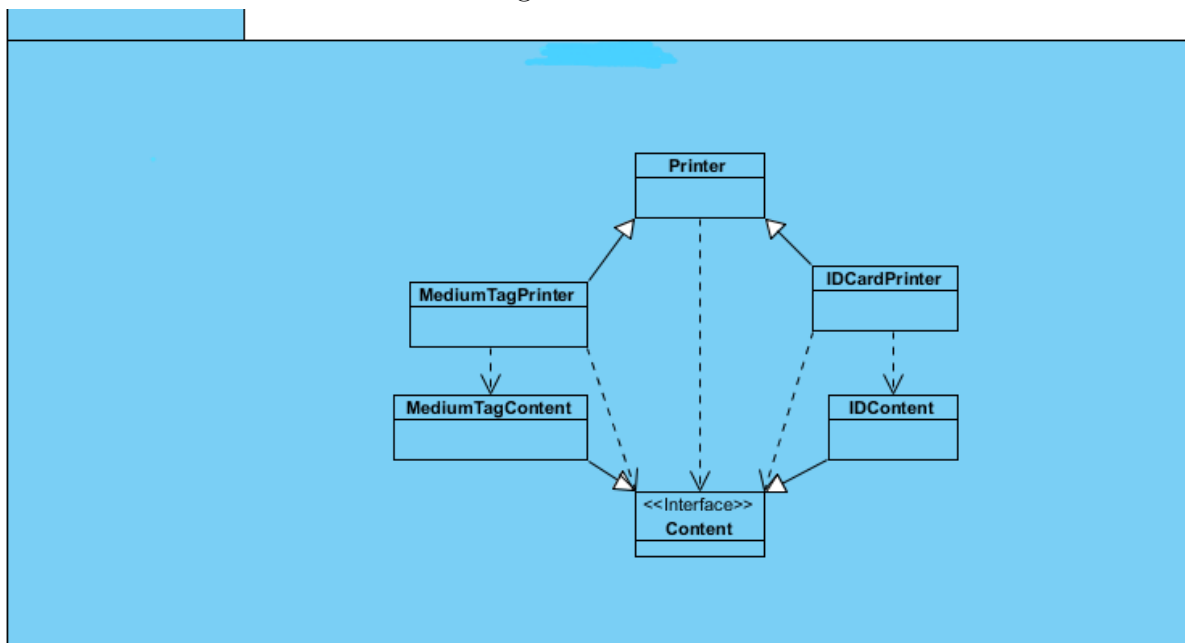 Printer
IDCardPrinter
MediumTagPrinter
MediumTagContent
IDContent
<<Interface>>
Content